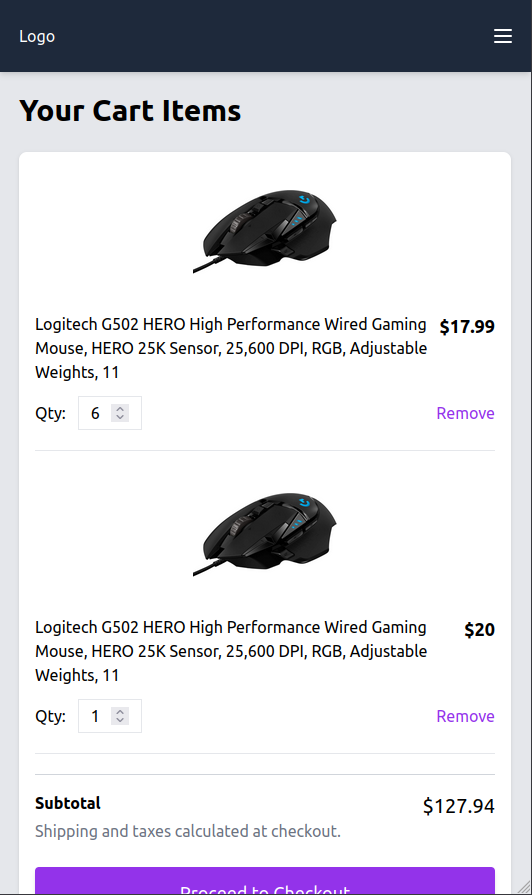 Logo
Your Cart Items
Logitech G502 HERO High Performance Wired Gaming $17.99
Mouse, HERO 25K Sensor, 25,600 DPI, RGB, Adjustable
Weights, 11
Qty: 6 Remove
Logitech G502 HERO High Performance Wired Gaming $20
Mouse, HERO 25K Sensor, 25,600 DPI, RGB, Adjustable
Weights, 11
Qty: 1 Remove
Subtotal $127.94
Shipping and taxes calculated at checkout.
Proceed to Checkout